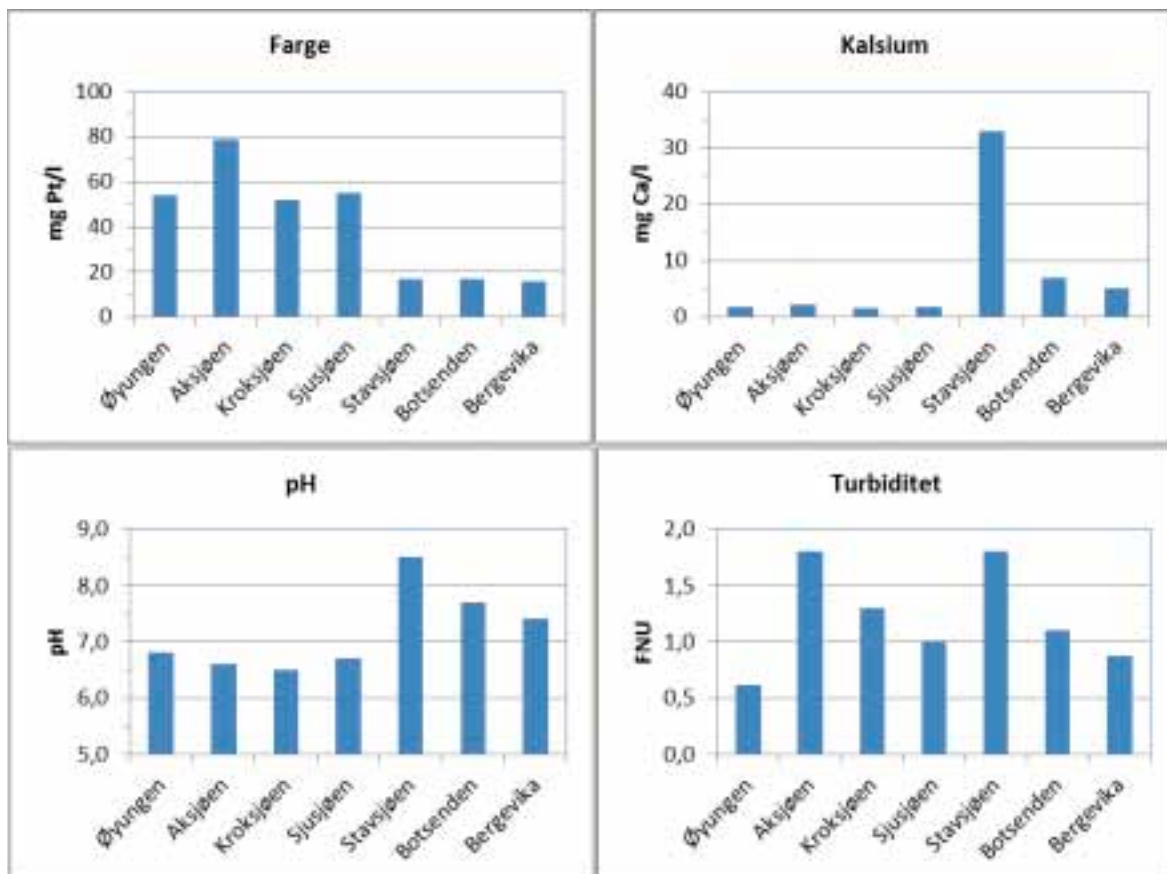 Farge
mg Pt/l
100
80
60
40
20
0
Øyungen
Aksjøen
Kroksjøen
Sjusjøen
Stavsjøen
Botsenden
Bergevika
Kalsium
mg Ca/l
40
30
20
10
0
Øyungen
Aksjøen
Kroksjøen
Sjusjøen
Stavsjøen
Botsenden
Bergevika
pH
pH
9,0
8,0
7,0
6,0
5,0
Øyungen
Aksjøen
Kroksjøen
Sjusjøen
Stavsjøen
Botsenden
Bergevika
Turbiditet
FNU
2,0
1,5
1,0
0,5
0,0
Øyungen
Aksjøen
Kroksjøen
Sjusjøen
Stavsjøen
Botsenden
Bergevika